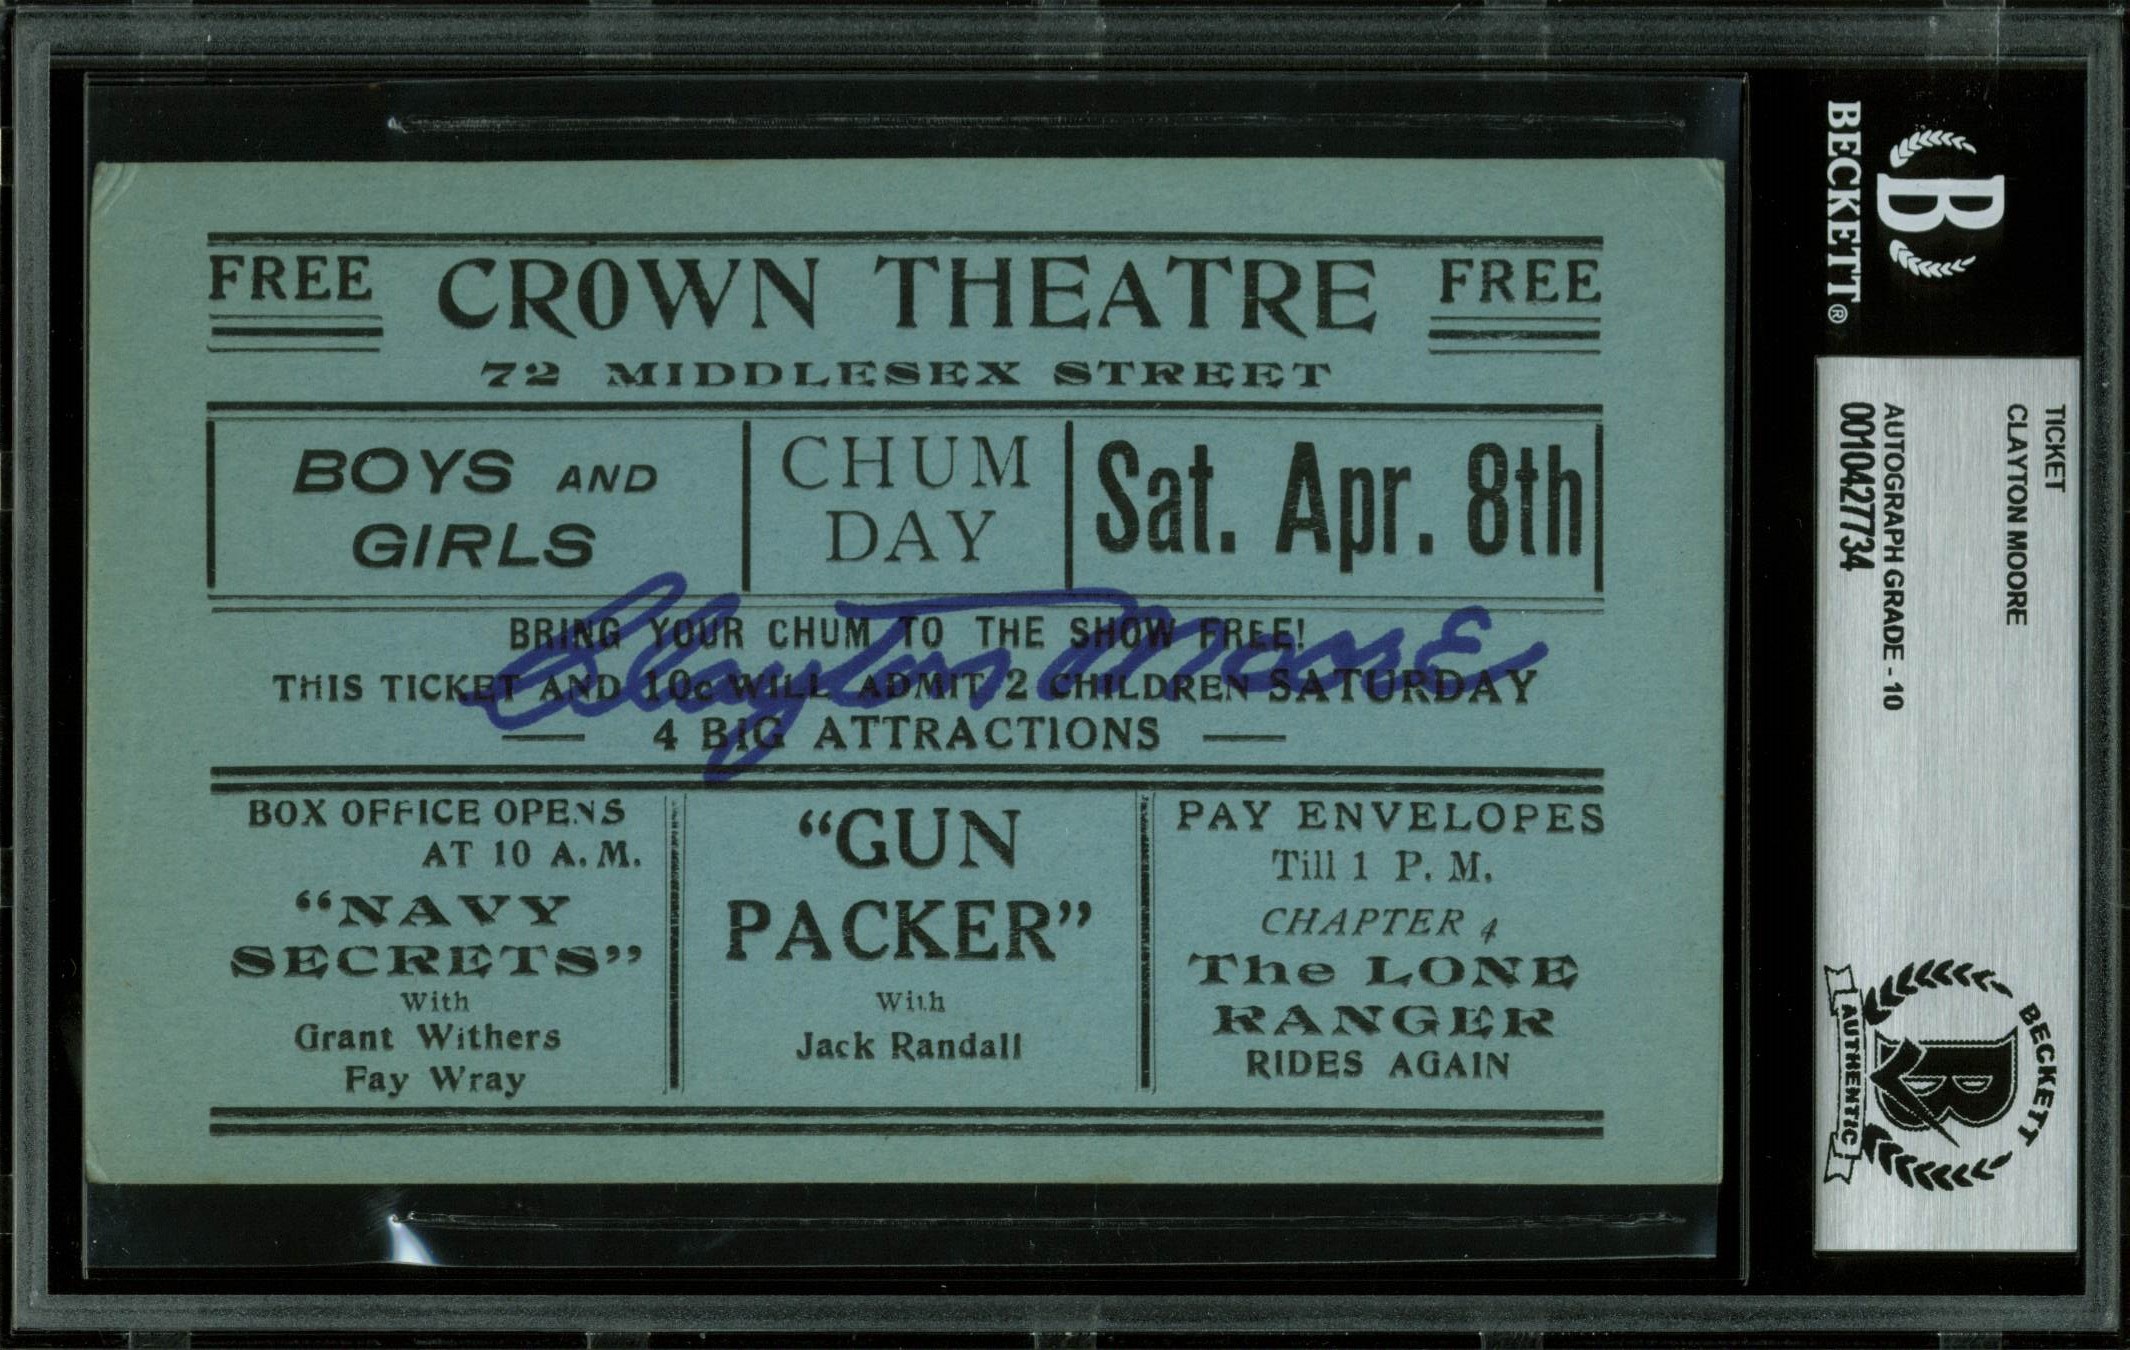 FREE CROWN THEATRE FREE
72 MIDDLESEX STREET
BOYS AND
GIRLS
CHUM
DAY
Sat. Apr. 8th
BRING YOUR CHUM TO THE SHOW FREE!
THIS TICKET AND 10c WILL ADMIT 2 CHILDREN SATURDAY
4 BIG ATTRACTIONS
Clayton Moore
BOX OFFICE OPENS
AT 10 A. M.
"NAVY
SECRETS"
With
Grant Withers
Fay Wray
"GUN
PACKER"
With
Jack Randall
PAY ENVELOPES
Till 1 P. M.
CHAPTER 4
The LONE
RANGER
RIDES AGAIN
B
BECKETT®
TICKET
CLAYTON MOORE
AUTOGRAPH GRADE - 10
0010427734
BECKETT
B
AUTHENTIC